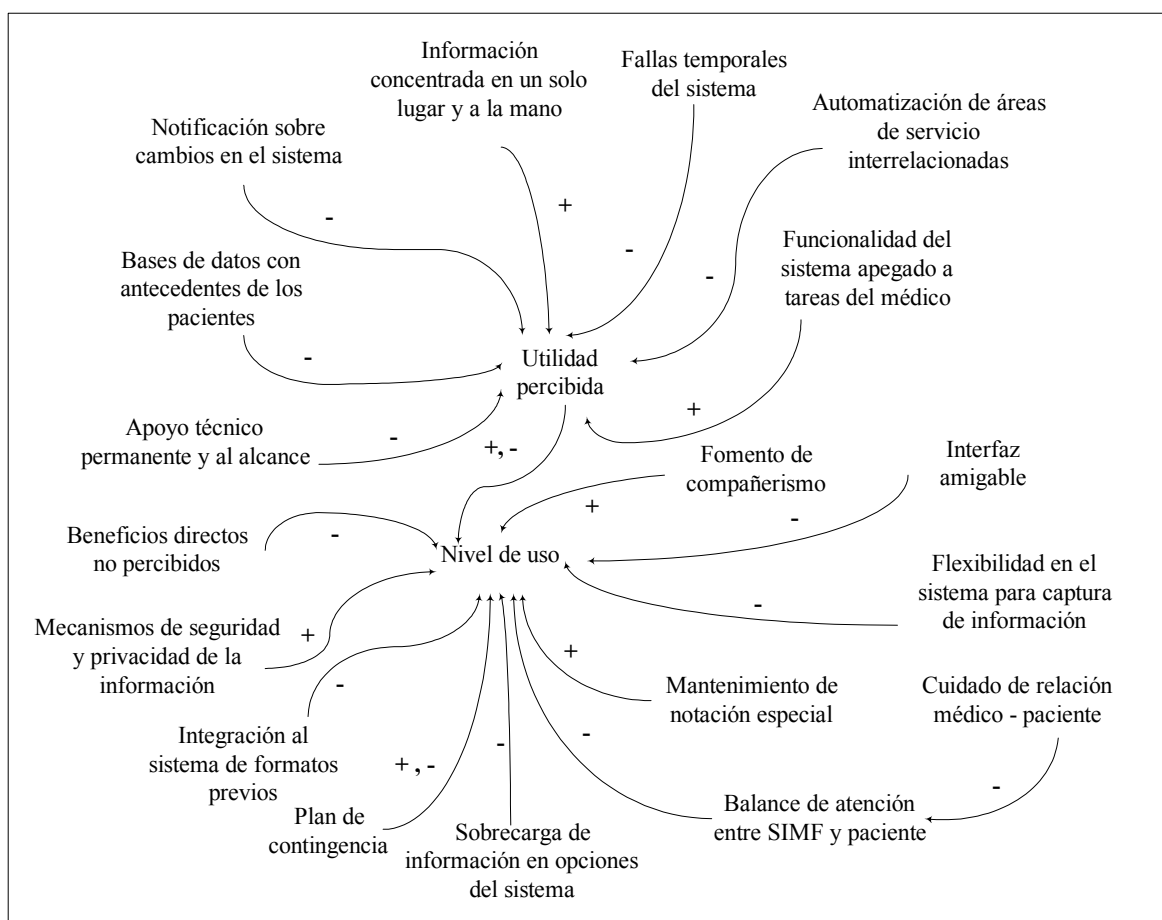 Información
concentrada en un solo
lugar y a la mano
Fallas temporales
del sistema
Automatización de áreas
de servicio
interrelacionadas
Notificación sobre
cambios en el sistema
+
-
-
-
Funcionalidad del
sistema apegado a
tareas del médico
Bases de datos con
antecedentes de los
pacientes
-
Utilidad
percibida
+
Apoyo técnico
permanente y al alcance
-
+, -
Fomento de
compañerismo
+
Interfaz
amigable
-
Beneficios directos
no percibidos
-
Nivel de uso
Flexibilidad en el
sistema para captura
de información
-
Mecanismos de seguridad
y privacidad de la
información
+
-
+
Mantenimiento de
notación especial
Cuidado de relación
médico - paciente
Integración al
sistema de formatos
previos
+ , -
-
-
-
Plan de
contingencia
Sobrecarga de
información en opciones
del sistema
Balance de atención
entre SIMF y paciente